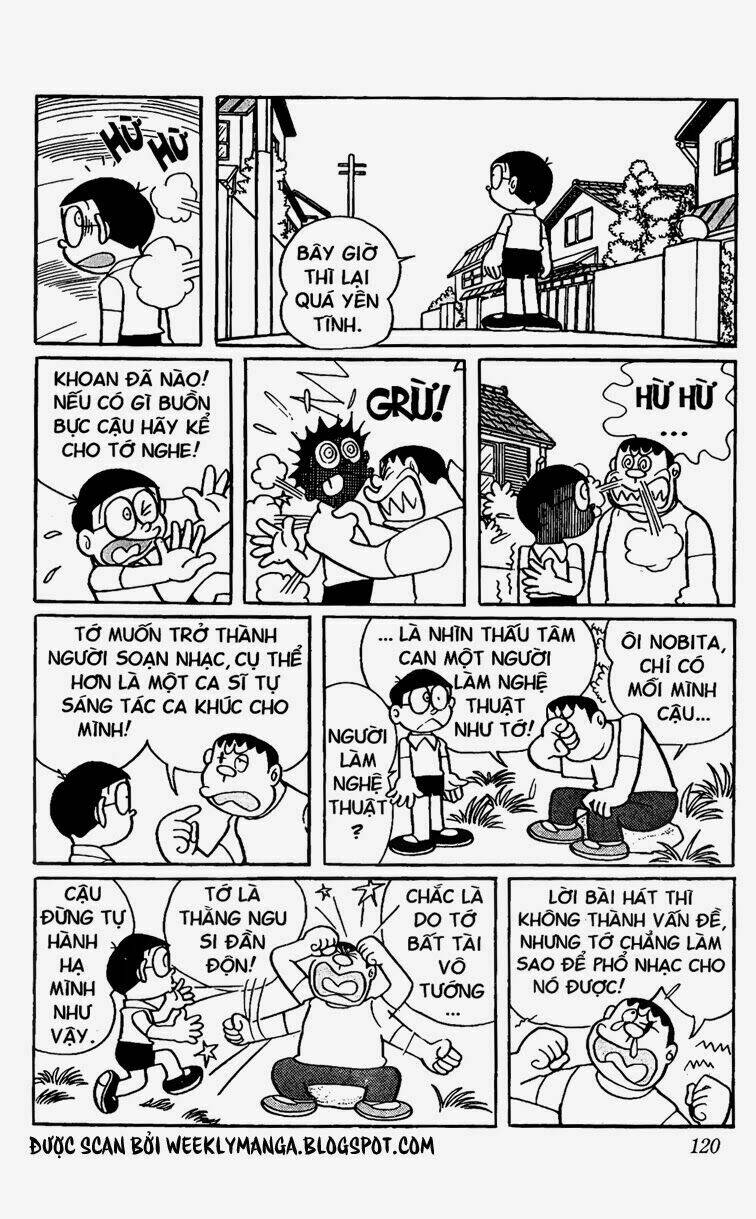 BÂY GIỜ
THÌ LẠI
QUÁ YÊN
TĨNH.
HỪ
HỪ
HỪ HỪ
...
GRỪ!
KHOAN ĐÃ NÀO!
NẾU CÓ GÌ BUỒN
BỰC CẬU HÃY KỂ
CHO TỚ NGHE!
ÔI NOBITA,
CHỈ CÓ
MỖI MÌNH
CẬU...
... LÀ NHÌN THẤU TÂM
CAN MỘT NGƯỜI
LÀM NGHỆ
THUẬT
NHƯ TỚ!
NGƯỜI
LÀM
NGHỆ
THUẬT
?
TỚ MUỐN TRỞ THÀNH
NGƯỜI SOẠN NHẠC, CỤ THỂ
HƠN LÀ MỘT CA SĨ TỰ
SÁNG TÁC CA KHÚC CHO
MÌNH!
LỜI BÀI HÁT THÌ
KHÔNG THÀNH VẤN ĐỀ,
NHƯNG TỚ CHẲNG LÀM
SAO ĐỂ PHỔ NHẠC CHO
NÓ ĐƯỢC!
CHẮC LÀ
DO TỚ
BẤT TÀI
VÔ
TƯỚNG
...
TỚ LÀ
THẰNG NGU
SI ĐẦN
ĐỘN!
CẬU
ĐỪNG TỰ
HÀNH
HẠ
MÌNH
NHƯ
VẬY.
ĐƯỢC SCAN BỞI WEEKLYMANGA.BLOGSPOT.COM
120